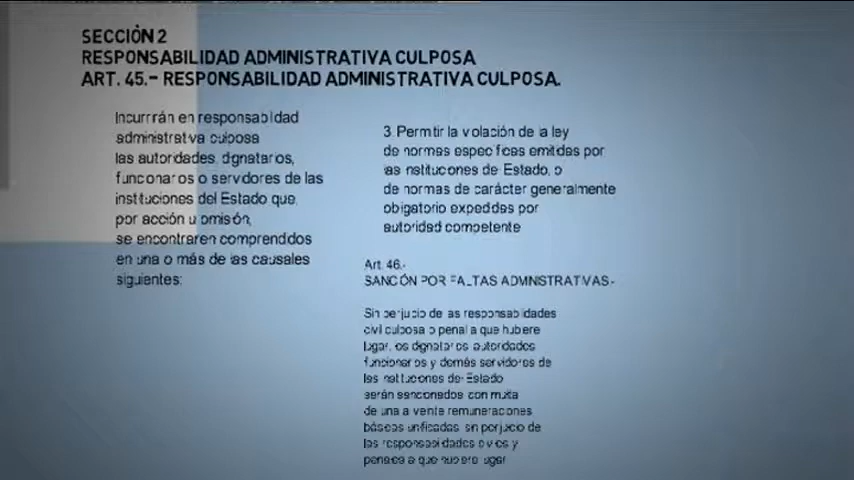 SECCIÓN 2
RESPONSABILIDAD ADMINISTRATIVA CULPOSA
ART. 45.- RESPONSABILIDAD ADMINISTRATIVA CULPOSA.
Incurrirán en responsabilidad
administrativa culposa
las autoridades, dignatarios,
funcionarios o servidores de las
instituciones del Estado que,
por acción u omisión,
se encontraren comprendidos
en una o más de las causales
siguientes:
3. Permitir la violación de la ley
de normas específicas emitidas por
las instituciones de Estado, o
de normas de carácter generalmente
obligatorio expedidas por
autoridad competente
Art. 46.-
SANCIÓN POR FALTAS ADMINISTRATIVAS.-
Sin perjuicio de las responsabilidades
civil culposa o penal a que hubiere
lugar, los dignatarios autoridades
funcionarios y demás servidores de
las instituciones del Estado
serán sancionados con multa
de una a veinte remuneraciones
básicas unificadas, sin perjuicio de
las responsabilidades civiles y
penales a que hubiere lugar